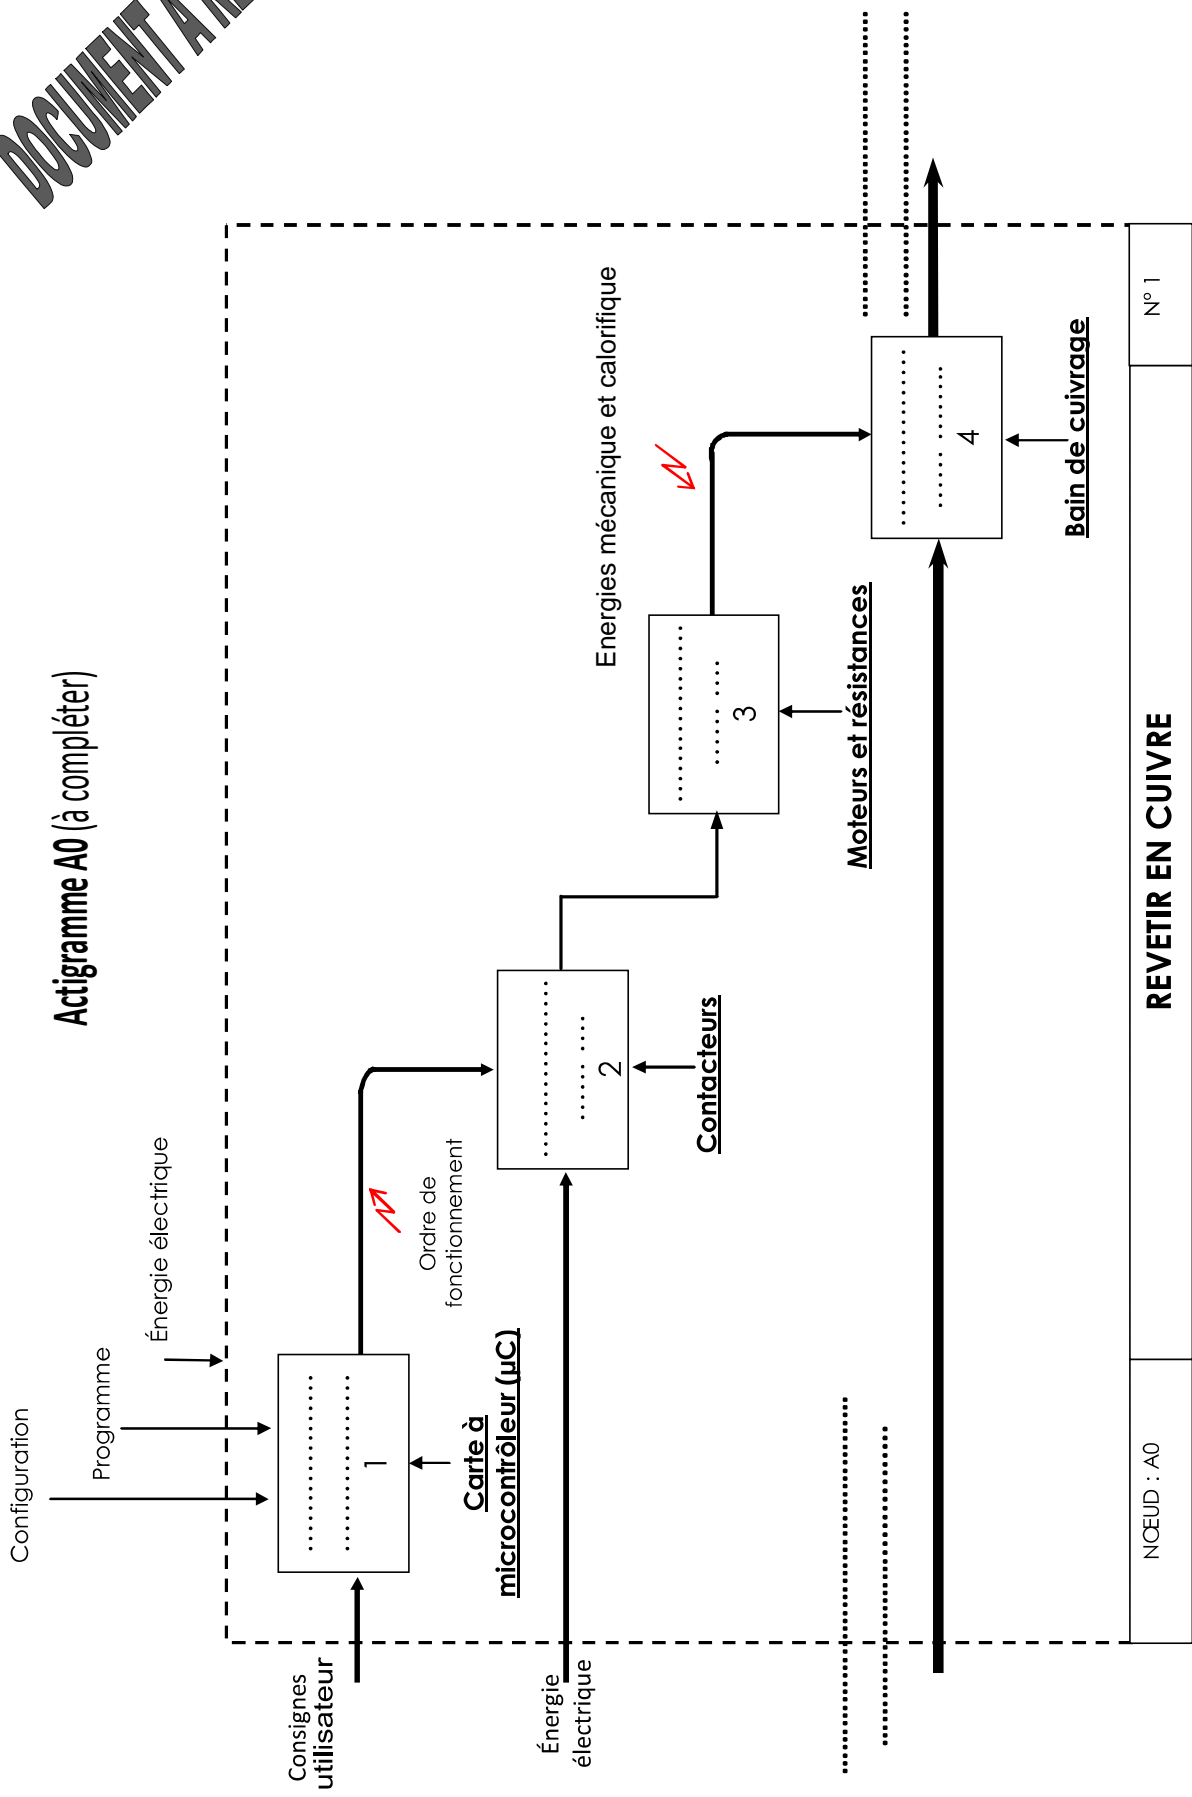 DOCUMENT A
Actigramme A0 (à compléter)
Configuration
Programme
Énergie électrique
Consignes
utilisateur
1
Carte à
microcontrôleur (µC)
Ordre de
fonctionnement
Énergie
électrique
2
Contacteurs
Energies mécanique et calorifique
3
Moteurs et résistances
4
Bain de cuivrage
NŒUD : A0
REVETIR EN CUIVRE
N° 1